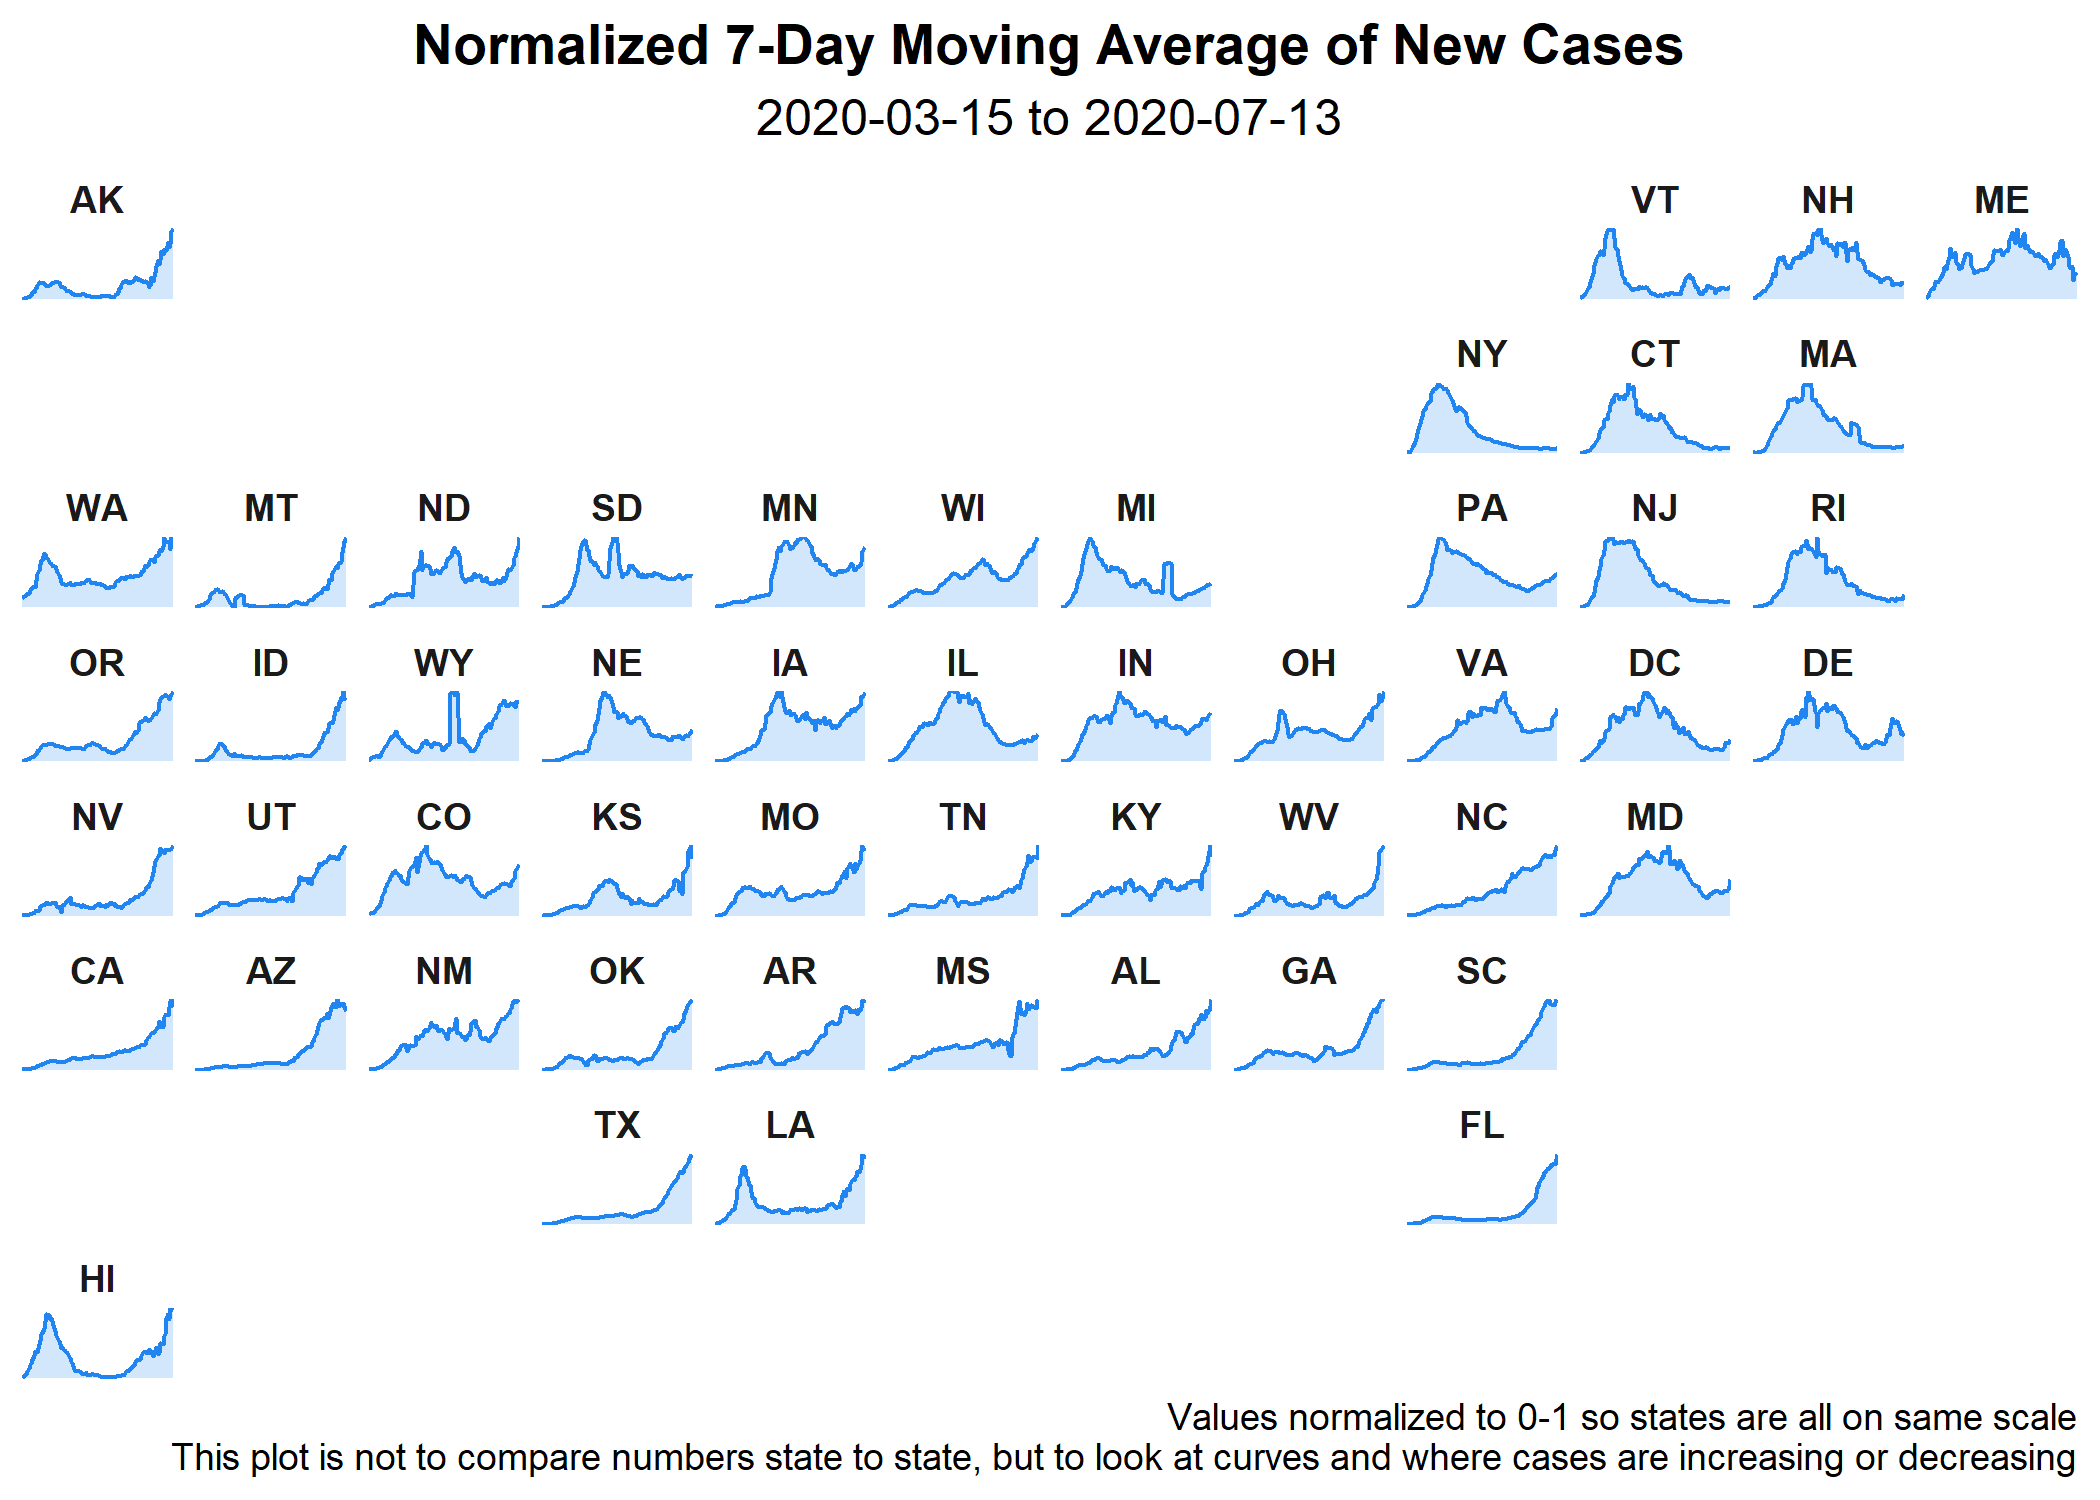 Normalized 7-Day Moving Average of New Cases
2020-03-15 to 2020-07-13
AK VT NH ME
NY CT MA
WA MT ND SD MN WI MI PA NJ RI
OR ID WY NE IA IL IN OH VA DC DE
NV UT CO KS MO TN KY WV NC MD
CA AZ NM OK AR MS AL GA SC
TX LA FL
HI
Values normalized to 0-1 so states are all on same scale
This plot is not to compare numbers state to state, but to look at curves and where cases are increasing or decreasing